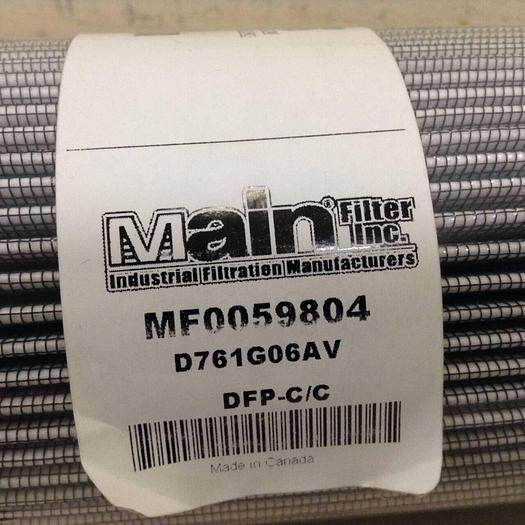 Main® Filter
Inc.
Industrial Filtration Manufacturers
MF0059804
D761G06AV
DFP-C/C
Made in Canada